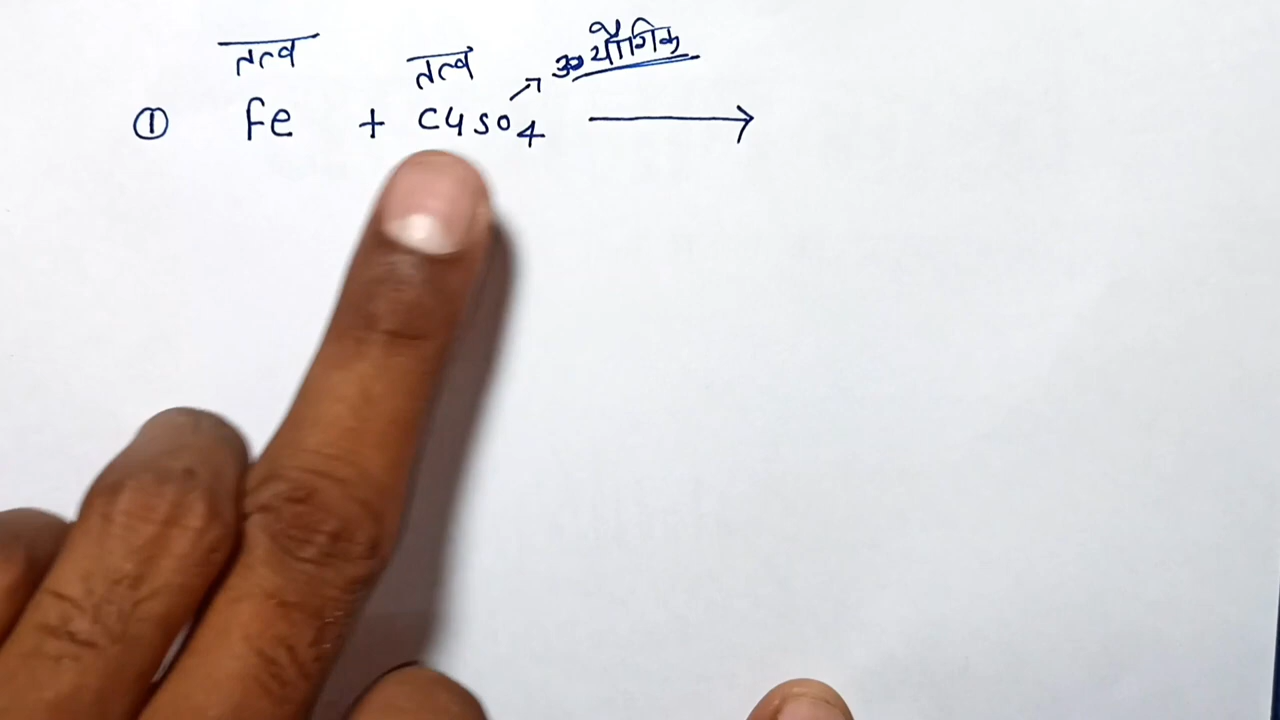 तत्व तत्व यौगिक
① Fe + CuSO4 →